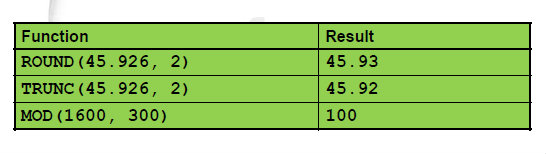 Function Result
ROUND(45.926, 2) 45.93
TRUNC(45.926, 2) 45.92
MOD(1600, 300) 100